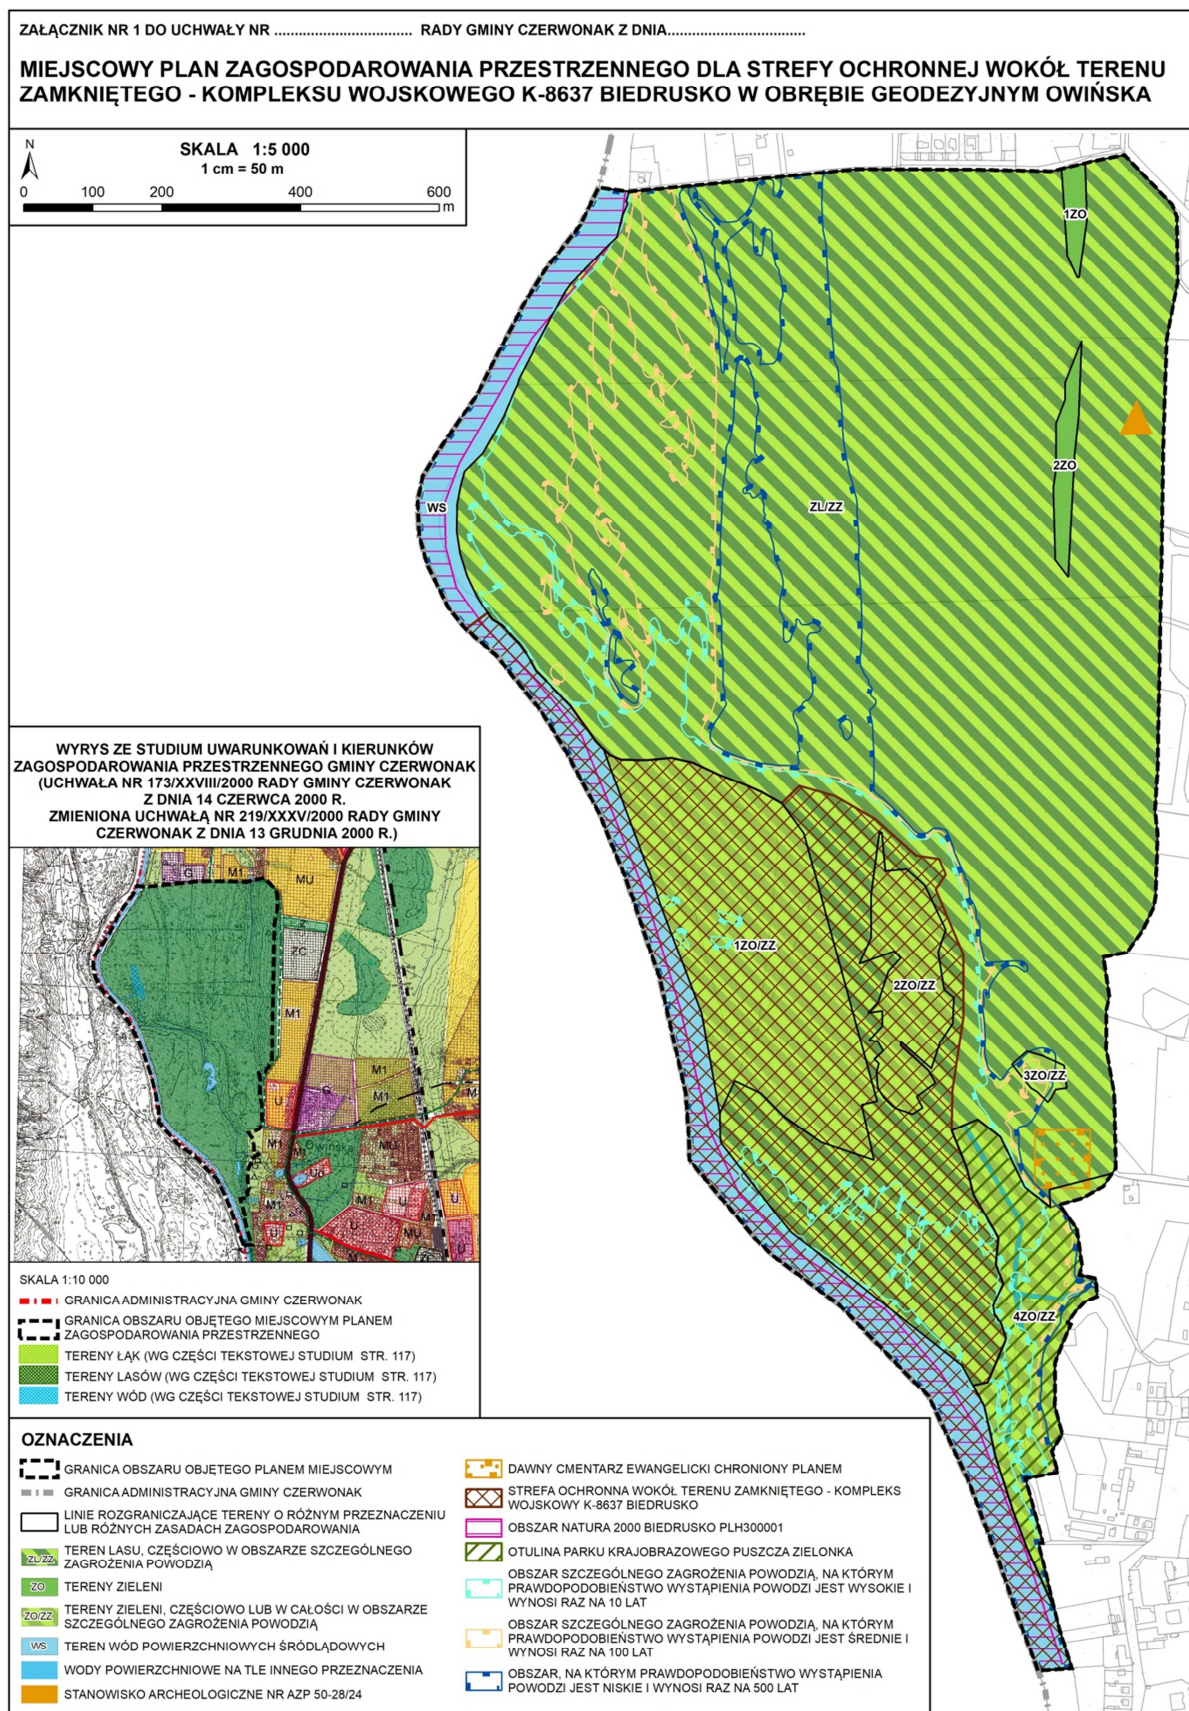 ZAŁĄCZNIK NR 1 DO UCHWAŁY NR .................................. RADY GMINY CZERWONAK Z DNIA..................................
MIEJSCOWY PLAN ZAGOSPODAROWANIA PRZESTRZENNEGO DLA STREFY OCHRONNEJ WOKÓŁ TERENU
ZAMKNIĘTEGO - KOMPLEKSU WOJSKOWEGO K-8637 BIEDRUSKO W OBRĘBIE GEODEZYJNYM OWIŃSKA
N
SKALA 1:5 000
1 cm = 50 m
0 100 200 400 600
m
1ZO
2ZO
WS
ZL/ZZ
1ZO/ZZ
2ZO/ZZ
3ZO/ZZ
4ZO/ZZ
WYRYS ZE STUDIUM UWARUNKOWAŃ I KIERUNKÓW
ZAGOSPODAROWANIA PRZESTRZENNEGO GMINY CZERWONAK
(UCHWAŁA NR 173/XXVIII/2000 RADY GMINY CZERWONAK
Z DNIA 14 CZERWCA 2000 R.
ZMIENIONA UCHWAŁĄ NR 219/XXXV/2000 RADY GMINY
CZERWONAK Z DNIA 13 GRUDNIA 2000 R.)
G
M1
MU
Z
ZC
M1
G
M1
M1
U
M1
M1
Owińska
MU
M1
U
U
M1
M1
U
U
MU
U
SKALA 1:10 000
GRANICA ADMINISTRACYJNA GMINY CZERWONAK
GRANICA OBSZARU OBJĘTEGO MIEJSCOWYM PLANEM
ZAGOSPODAROWANIA PRZESTRZENNEGO
TERENY ŁĄK (WG CZĘŚCI TEKSTOWEJ STUDIUM STR. 117)
TERENY LASÓW (WG CZĘŚCI TEKSTOWEJ STUDIUM STR. 117)
TERENY WÓD (WG CZĘŚCI TEKSTOWEJ STUDIUM STR. 117)
OZNACZENIA
GRANICA OBSZARU OBJĘTEGO PLANEM MIEJSCOWYM
GRANICA ADMINISTRACYJNA GMINY CZERWONAK
LINIE ROZGRANICZAJĄCE TERENY O RÓŻNYM PRZEZNACZENIU
LUB RÓŻNYCH ZASADACH ZAGOSPODAROWANIA
ZL/ZZ TEREN LASU, CZĘŚCIOWO W OBSZARZE SZCZEGÓLNEGO
ZAGROŻENIA POWODZIĄ
ZO TERENY ZIELENI
ZO/ZZ TERENY ZIELENI, CZĘŚCIOWO LUB W CAŁOŚCI W OBSZARZE
SZCZEGÓLNEGO ZAGROŻENIA POWODZIĄ
WS TEREN WÓD POWIERZCHNIOWYCH ŚRÓDLĄDOWYCH
WODY POWIERZCHNIOWE NA TLE INNEGO PRZEZNACZENIA
STANOWISKO ARCHEOLOGICZNE NR AZP 50-28/24
DAWNY CMENTARZ EWANGELICKI CHRONIONY PLANEM
STREFA OCHRONNA WOKÓŁ TERENU ZAMKNIĘTEGO - KOMPLEKS
WOJSKOWY K-8637 BIEDRUSKO
OBSZAR NATURA 2000 BIEDRUSKO PLH300001
OTULINA PARKU KRAJOBRAZOWEGO PUSZCZA ZIELONKA
OBSZAR SZCZEGÓLNEGO ZAGROŻENIA POWODZIĄ, NA KTÓRYM
PRAWDOPODOBIEŃSTWO WYSTĄPIENIA POWODZI JEST WYSOKIE I
WYNOSI RAZ NA 10 LAT
OBSZAR SZCZEGÓLNEGO ZAGROŻENIA POWODZIĄ, NA KTÓRYM
PRAWDOPODOBIEŃSTWO WYSTĄPIENIA POWODZI JEST ŚREDNIE I
WYNOSI RAZ NA 100 LAT
OBSZAR, NA KTÓRYM PRAWDOPODOBIEŃSTWO WYSTĄPIENIA
POWODZI JEST NISKIE I WYNOSI RAZ NA 500 LAT